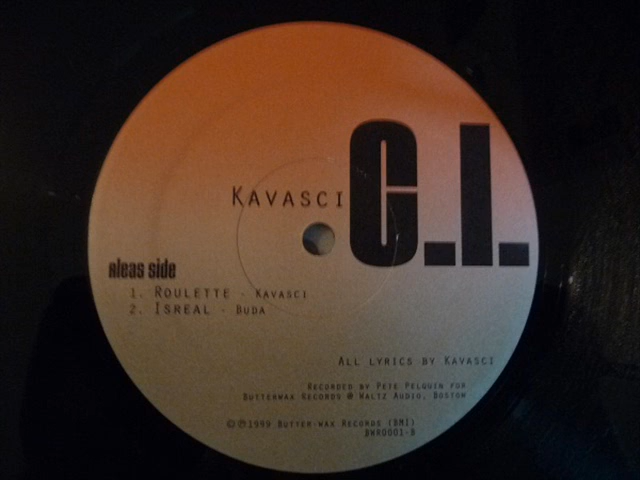 Kavasci C.I.
Aleas side
1. Roulette - Kavasci
2. Isreal - Buda
All lyrics by Kavasci
Recorded by Pete Pelquin for
Butterwax Records @ Waltz Audio, Boston
©℗1999 Butter-wax Records (BMI)
BWR0001-B